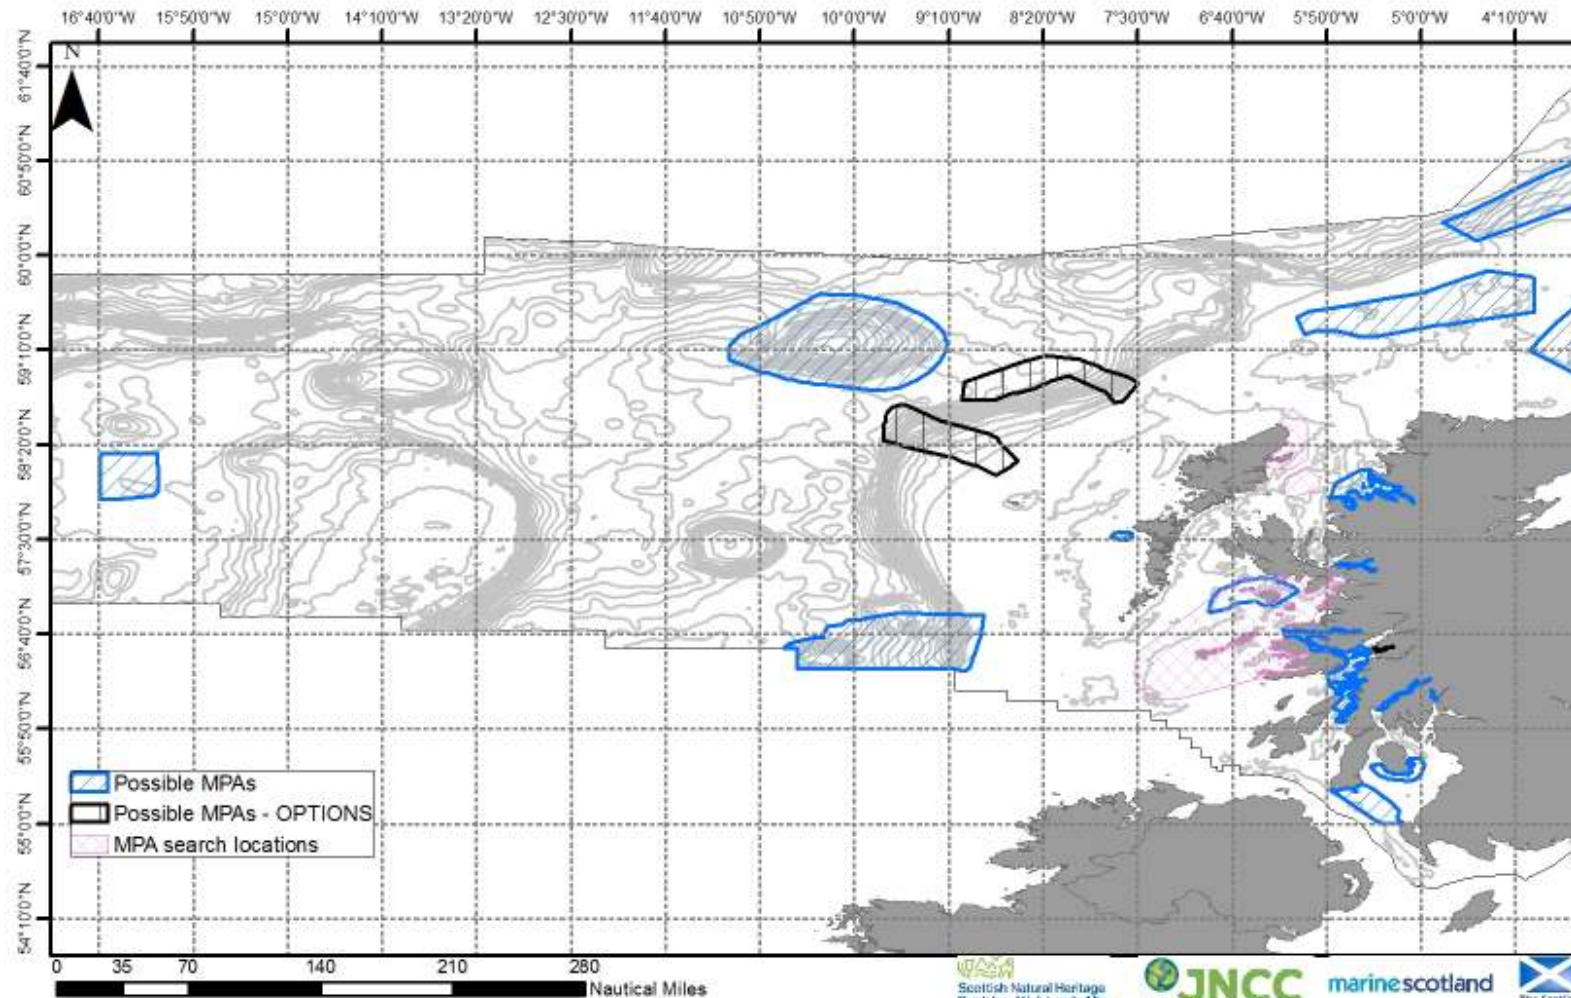 16°40'0"W 15°50'0"W 15°0'0"W 14°10'0"W 13°20'0"W 12°30'0"W 11°40'0"W 10°50'0"W 10°0'0"W 9°10'0"W 8°20'0"W 7°30'0"W 6°40'0"W 5°50'0"W 5°0'0"W 4°10'0"W
N
61°40'0"N
60°50'0"N
60°0'0"N
59°10'0"N
58°20'0"N
57°30'0"N
56°40'0"N
55°50'0"N
55°0'0"N
54°10'0"N
Possible MPAs
Possible MPAs - OPTIONS
MPA search locations
0 35 70 140 210 280
Nautical Miles
Scottish Natural Heritage
JNCC
marinescotland